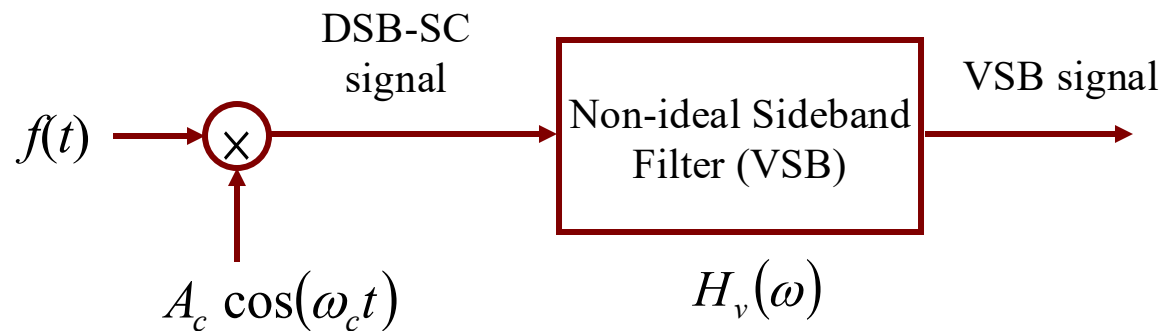 DSB-SC
signal
VSB signal
f(t)
×
Non-ideal Sideband
Filter (VSB)
A_c cos(ω_c t)
H_v(ω)